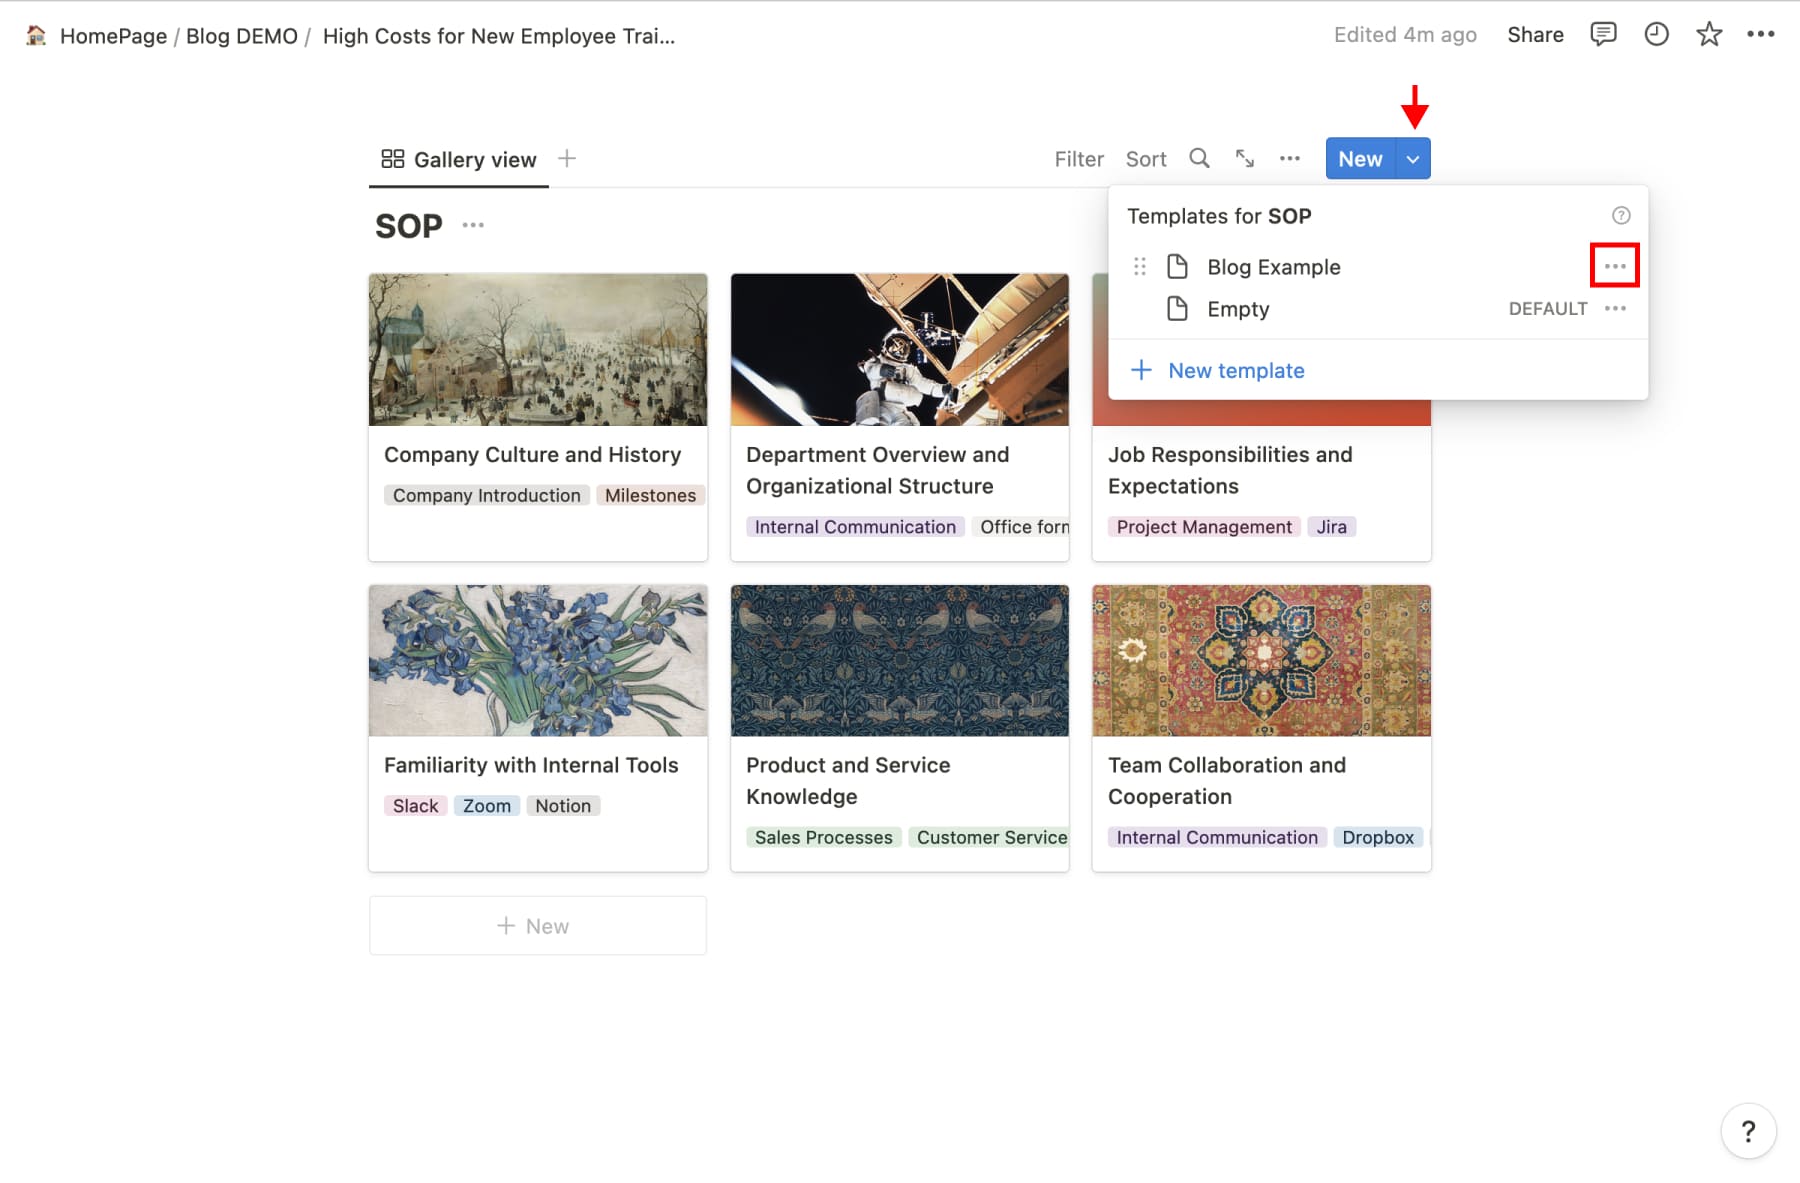 HomePage / Blog DEMO / High Costs for New Employee Trai...
Edited 4m ago Share
Gallery view
Filter Sort New
SOP
Templates for SOP
Blog Example
Empty DEFAULT
New template
Company Culture and History
Company Introduction Milestones
Department Overview and
Organizational Structure
Internal Communication Office form
Job Responsibilities and
Expectations
Project Management Jira
Familiarity with Internal Tools
Slack Zoom Notion
Product and Service
Knowledge
Sales Processes Customer Service
Team Collaboration and
Cooperation
Internal Communication Dropbox
+ New
?